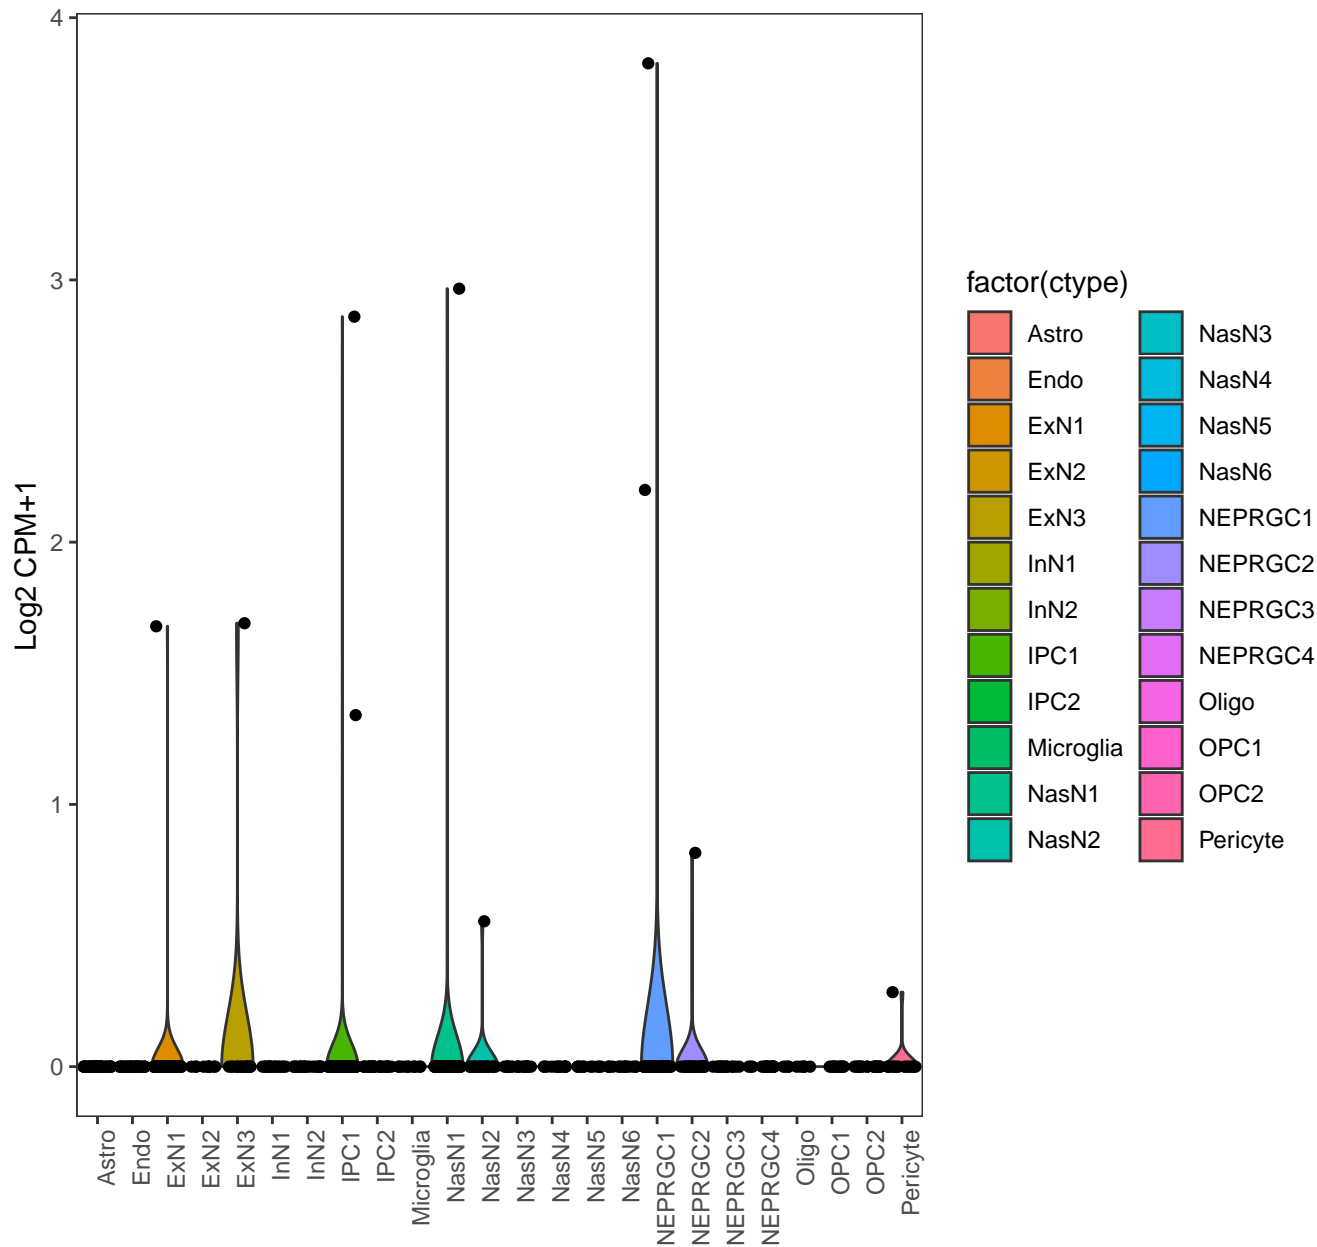 4
3
2
1
0
Log2 CPM+1
Astro
Endo
ExN1
ExN2
ExN3
InN1
InN2
IPC1
IPC2
Microglia
NasN1
NasN2
NasN3
NasN4
NasN5
NasN6
NEPRGC1
NEPRGC2
NEPRGC3
NEPRGC4
Oligo
OPC1
OPC2
Pericyte
factor(ctype)
Astro
Endo
ExN1
ExN2
ExN3
InN1
InN2
IPC1
IPC2
Microglia
NasN1
NasN2
NasN3
NasN4
NasN5
NasN6
NEPRGC1
NEPRGC2
NEPRGC3
NEPRGC4
Oligo
OPC1
OPC2
Pericyte